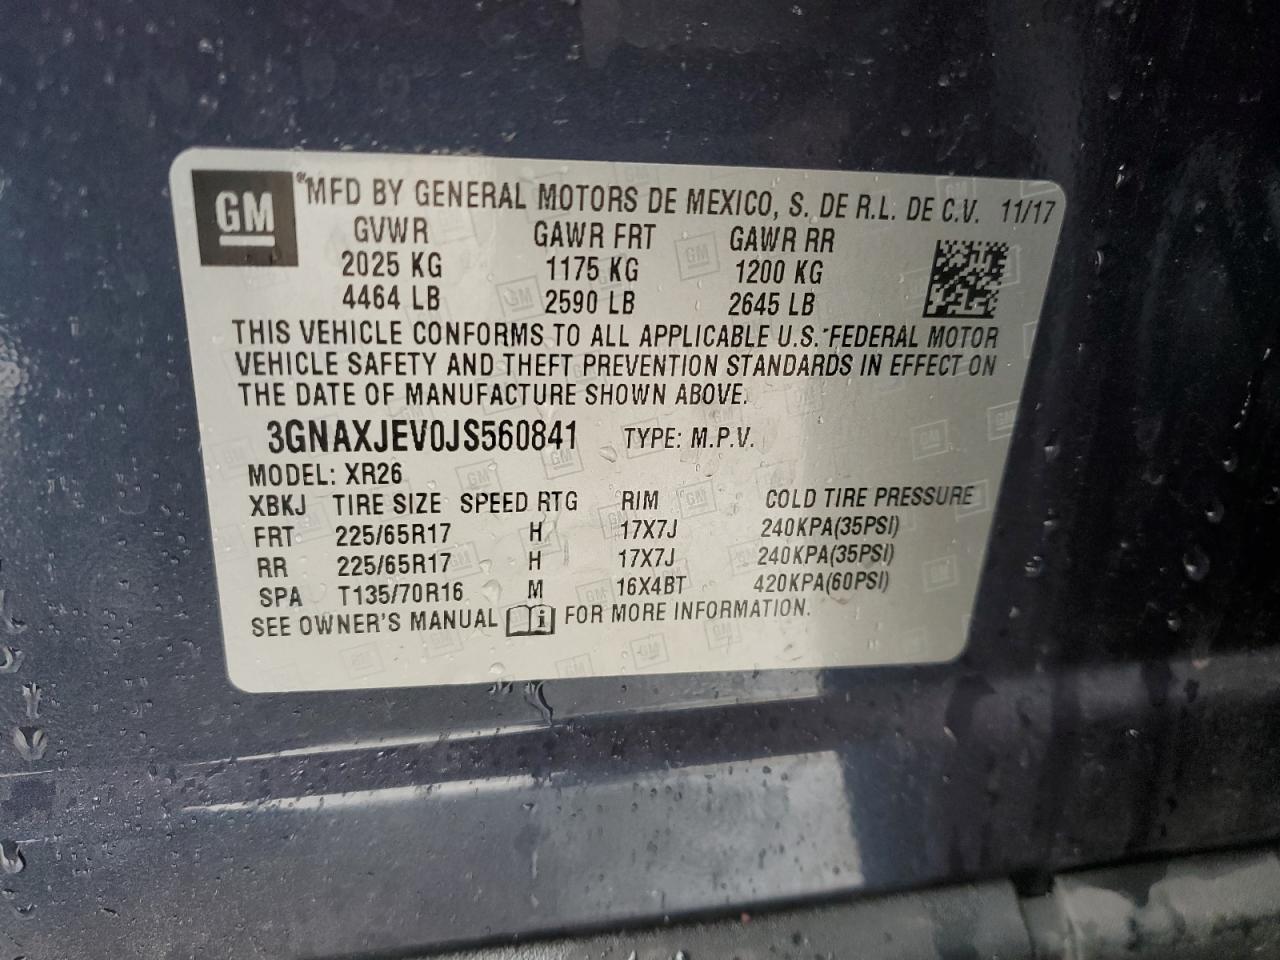 GM
MFD BY GENERAL MOTORS DE MEXICO, S. DE R.L. DE C.V. 11/17
GVWR GAWR FRT GAWR RR
2025 KG 1175 KG 1200 KG
4464 LB 2590 LB 2645 LB
THIS VEHICLE CONFORMS TO ALL APPLICABLE U.S. FEDERAL MOTOR
VEHICLE SAFETY AND THEFT PREVENTION STANDARDS IN EFFECT ON
THE DATE OF MANUFACTURE SHOWN ABOVE.
3GNAXJEV0JS560841 TYPE: M.P.V.
MODEL: XR26
XBKJ TIRE SIZE SPEED RTG RIM COLD TIRE PRESSURE
FRT 225/65R17 H 17X7J 240KPA(35PSI)
RR 225/65R17 H 17X7J 240KPA(35PSI)
SPA T135/70R16 M 16X4BT 420KPA(60PSI)
SEE OWNER'S MANUAL i FOR MORE INFORMATION.